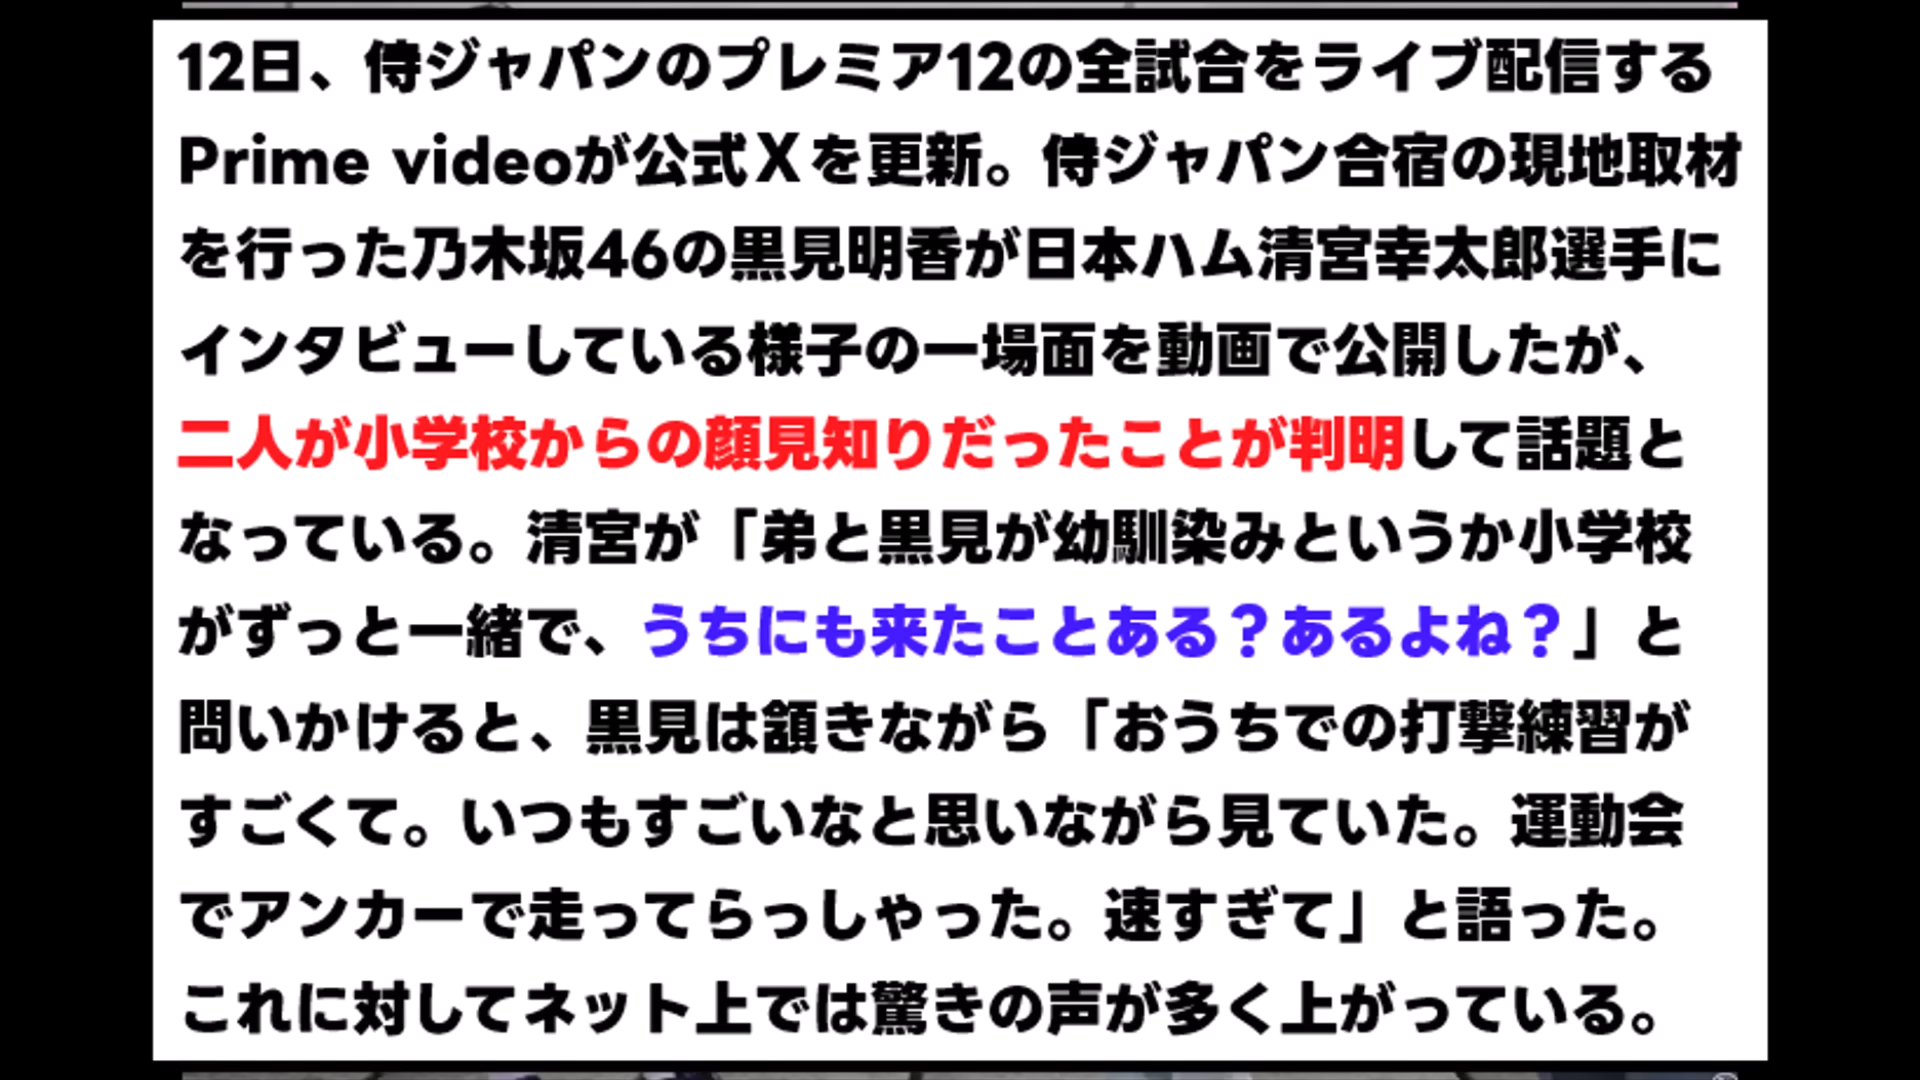 12日、侍ジャパンのプレミア12の全試合をライブ配信する
Prime videoが公式Xを更新。侍ジャパン合宿の現地取材
を行った乃木坂46の黒見明香が日本ハム清宮幸太郎選手に
インタビューしている様子の一場面を動画で公開したが、
二人が小学校からの顔見知りだったことが判明して話題と
なっている。清宮が「弟と黒見が幼馴染みというか小学校
がずっと一緒で、うちにも来たことある？あるよね？」と
問いかけると、黒見は頷きながら「おうちでの打撃練習が
すごくて。いつもすごいなと思いながら見ていた。運動会
でアンカーで走ってらっしゃった。速すぎて」と語った。
これに対してネット上では驚きの声が多く上がっている。